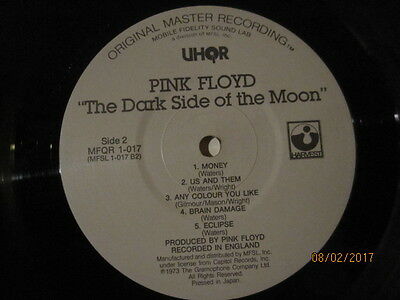 ORIGINAL MASTER RECORDING™
MOBILE FIDELITY SOUND LAB
a division of MFSL, Inc.
UHQR
PINK FLOYD
"The Dark Side of the Moon"
Side 2
MFQR 1-017
(MFSL 1-017 B2)
HARVEST
1. MONEY
(Waters)
2. US AND THEM
(Waters/Wright)
3. ANY COLOUR YOU LIKE
(Gilmour/Mason/Wright)
4. BRAIN DAMAGE
(Waters)
5. ECLIPSE
(Waters)
PRODUCED BY PINK FLOYD
RECORDED IN ENGLAND
Manufactured and distributed by MFSL, Inc.
under license from Capitol Records, Inc.
℗1973 The Gramophone Company Ltd.
All Rights Reserved.
Pressed in Japan.
08/02/2017